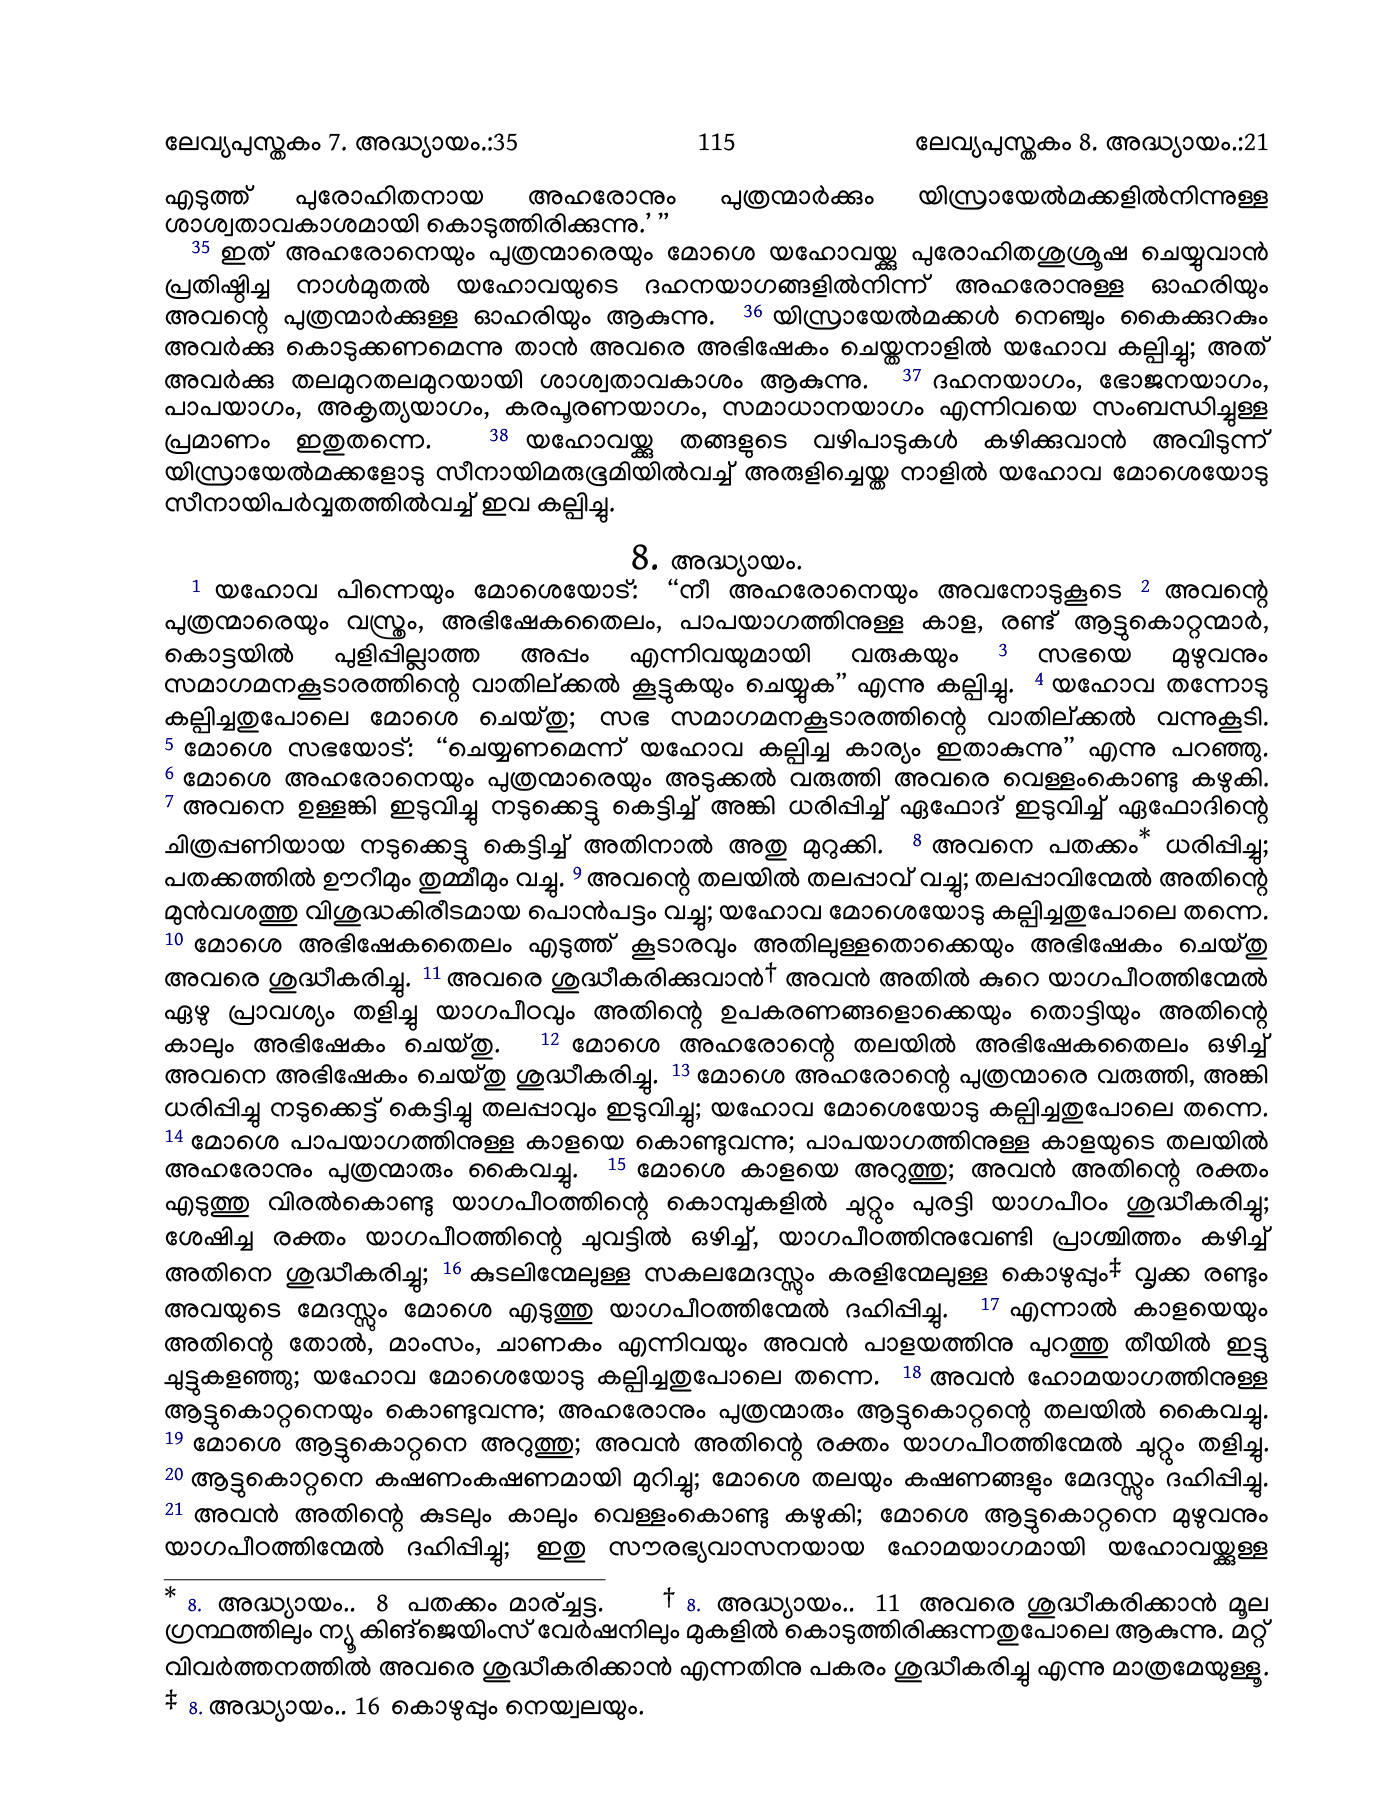 ലേവ്യപുസ്തകം 7. അദ്ധ്യായം.:35 115 ലേവ്യപുസ്തകം 8. അദ്ധ്യായം.:21
എടുത്ത് പുരോഹിതനായ അഹരോനും പുത്രന്മാർക്കും യിസ്രായേൽമക്കളിൽനിന്നുള്ള
ശാശ്വതാവകാശമായി കൊടുത്തിരിക്കുന്നു.’ ”
35 ഇത് അഹരോനെയും പുത്രന്മാരെയും മോശെ യഹോവയ്ക്കു പുരോഹിതശുശ്രൂഷ ചെയ്യുവാൻ
പ്രതിഷ്ഠിച്ച നാൾമുതൽ യഹോവയുടെ ദഹനയാഗങ്ങളിൽനിന്ന് അഹരോനുള്ള ഓഹരിയും
അവന്റെ പുത്രന്മാർക്കുള്ള ഓഹരിയും ആകുന്നു. 36 യിസ്രായേൽമക്കൾ നെഞ്ചും കൈക്കുറകും
അവർക്കു കൊടുക്കണമെന്നു താൻ അവരെ അഭിഷേകം ചെയ്തനാളിൽ യഹോവ കല്പിച്ചു; അത്
അവർക്കു തലമുറതലമുറയായി ശാശ്വതാവകാശം ആകുന്നു. 37 ദഹനയാഗം, ഭോജനയാഗം,
പാപയാഗം, അകൃത്യയാഗം, കരപൂരണയാഗം, സമാധാനയാഗം എന്നിവയെ സംബന്ധിച്ചുള്ള
പ്രമാണം ഇതുതന്നെ. 38 യഹോവയ്ക്കു തങ്ങളുടെ വഴിപാടുകൾ കഴിക്കുവാൻ അവിടുന്ന്
യിസ്രായേൽമക്കളോടു സീനായിമരുഭൂമിയിൽവച്ച് അരുളിച്ചെയ്ത നാളിൽ യഹോവ മോശെയോടു
സീനായിപർവ്വതത്തിൽവച്ച് ഇവ കല്പിച്ചു.
8. അദ്ധ്യായം.
1 യഹോവ പിന്നെയും മോശെയോട്: “നീ അഹരോനെയും അവനോടുകൂടെ 2 അവന്റെ
പുത്രന്മാരെയും വസ്ത്രം, അഭിഷേകതൈലം, പാപയാഗത്തിനുള്ള കാള, രണ്ട് ആട്ടുകൊറ്റന്മാർ,
കൊട്ടയിൽ പുളിപ്പില്ലാത്ത അപ്പം എന്നിവയുമായി വരുകയും 3 സഭയെ മുഴുവനും
സമാഗമനകൂടാരത്തിന്റെ വാതില്ക്കൽ കൂട്ടുകയും ചെയ്യുക” എന്നു കല്പിച്ചു. 4 യഹോവ തന്നോടു
കല്പിച്ചതുപോലെ മോശെ ചെയ്തു; സഭ സമാഗമനകൂടാരത്തിന്റെ വാതില്ക്കൽ വന്നുകൂടി.
5 മോശെ സഭയോട്: “ചെയ്യണമെന്ന് യഹോവ കല്പിച്ച കാര്യം ഇതാകുന്നു” എന്നു പറഞ്ഞു.
6 മോശെ അഹരോനെയും പുത്രന്മാരെയും അടുക്കൽ വരുത്തി അവരെ വെള്ളംകൊണ്ടു കഴുകി.
7 അവനെ ഉള്ളങ്കി ഇടുവിച്ചു നടുക്കെട്ടു കെട്ടിച്ച് അങ്കി ധരിപ്പിച്ച് ഏഫോദ് ഇടുവിച്ച് ഏഫോദിന്റെ
ചിത്രപ്പണിയായ നടുക്കെട്ടു കെട്ടിച്ച് അതിനാൽ അതു മുറുക്കി. 8 അവനെ പതക്കം* ധരിപ്പിച്ചു;
പതക്കത്തിൽ ഊറീമും തുമ്മീമും വച്ചു. 9 അവന്റെ തലയിൽ തലപ്പാവ് വച്ചു; തലപ്പാവിന്മേൽ അതിന്റെ
മുൻവശത്തു വിശുദ്ധകിരീടമായ പൊൻപട്ടം വച്ചു; യഹോവ മോശെയോടു കല്പിച്ചതുപോലെ തന്നെ.
10 മോശെ അഭിഷേകതൈലം എടുത്ത് കൂടാരവും അതിലുള്ളതൊക്കെയും അഭിഷേകം ചെയ്തു
അവരെ ശുദ്ധീകരിച്ചു. 11 അവരെ ശുദ്ധീകരിക്കുവാൻ† അവൻ അതിൽ കുറെ യാഗപീഠത്തിന്മേൽ
ഏഴു പ്രാവശ്യം തളിച്ചു യാഗപീഠവും അതിന്റെ ഉപകരണങ്ങളൊക്കെയും തൊട്ടിയും അതിന്റെ
കാലും അഭിഷേകം ചെയ്തു. 12 മോശെ അഹരോന്റെ തലയിൽ അഭിഷേകതൈലം ഒഴിച്ച്
അവനെ അഭിഷേകം ചെയ്തു ശുദ്ധീകരിച്ചു. 13 മോശെ അഹരോന്റെ പുത്രന്മാരെ വരുത്തി, അങ്കി
ധരിപ്പിച്ചു നടുക്കെട്ട് കെട്ടിച്ചു തലപ്പാവും ഇടുവിച്ചു; യഹോവ മോശെയോടു കല്പിച്ചതുപോലെ തന്നെ.
14 മോശെ പാപയാഗത്തിനുള്ള കാളയെ കൊണ്ടുവന്നു; പാപയാഗത്തിനുള്ള കാളയുടെ തലയിൽ
അഹരോനും പുത്രന്മാരും കൈവച്ചു. 15 മോശെ കാളയെ അറുത്തു; അവൻ അതിന്റെ രക്തം
എടുത്തു വിരൽകൊണ്ടു യാഗപീഠത്തിന്റെ കൊമ്പുകളിൽ ചുറ്റും പുരട്ടി യാഗപീഠം ശുദ്ധീകരിച്ചു;
ശേഷിച്ച രക്തം യാഗപീഠത്തിന്റെ ചുവട്ടിൽ ഒഴിച്ച്, യാഗപീഠത്തിനുവേണ്ടി പ്രാശ്ചിത്തം കഴിച്ച്
അതിനെ ശുദ്ധീകരിച്ചു; 16 കുടലിന്മേലുള്ള സകലമേദസ്സും കരളിന്മേലുള്ള കൊഴുപ്പും‡ വൃക്ക രണ്ടും
അവയുടെ മേദസ്സും മോശെ എടുത്തു യാഗപീഠത്തിന്മേൽ ദഹിപ്പിച്ചു. 17 എന്നാൽ കാളയെയും
അതിന്റെ തോൽ, മാംസം, ചാണകം എന്നിവയും അവൻ പാളയത്തിനു പുറത്തു തീയിൽ ഇട്ടു
ചുട്ടുകളഞ്ഞു; യഹോവ മോശെയോടു കല്പിച്ചതുപോലെ തന്നെ. 18 അവൻ ഹോമയാഗത്തിനുള്ള
ആട്ടുകൊറ്റനെയും കൊണ്ടുവന്നു; അഹരോനും പുത്രന്മാരും ആട്ടുകൊറ്റന്റെ തലയിൽ കൈവച്ചു.
19 മോശെ ആട്ടുകൊറ്റനെ അറുത്തു; അവൻ അതിന്റെ രക്തം യാഗപീഠത്തിന്മേൽ ചുറ്റും തളിച്ചു.
20 ആട്ടുകൊറ്റനെ കഷണംകഷണമായി മുറിച്ചു; മോശെ തലയും കഷണങ്ങളും മേദസ്സും ദഹിപ്പിച്ചു.
21 അവൻ അതിന്റെ കുടലും കാലും വെള്ളംകൊണ്ടു കഴുകി; മോശെ ആട്ടുകൊറ്റനെ മുഴുവനും
യാഗപീഠത്തിന്മേൽ ദഹിപ്പിച്ചു; ഇതു സൗരഭ്യവാസനയായ ഹോമയാഗമായി യഹോവയ്ക്കുള്ള
* 8. അദ്ധ്യായം.. 8 പതക്കം മാര്ച്ചട്ട. † 8. അദ്ധ്യായം.. 11 അവരെ ശുദ്ധീകരിക്കാൻ മൂല
ഗ്രന്ഥത്തിലും ന്യൂ കിങ്ജെയിംസ് വേർഷനിലും മുകളിൽ കൊടുത്തിരിക്കുന്നതുപോലെ ആകുന്നു. മറ്റ്
വിവർത്തനത്തിൽ അവരെ ശുദ്ധീകരിക്കാൻ എന്നതിനു പകരം ശുദ്ധീകരിച്ചു എന്നു മാത്രമേയുള്ളൂ.
‡ 8. അദ്ധ്യായം.. 16 കൊഴുപ്പും നെയ്വലയും.